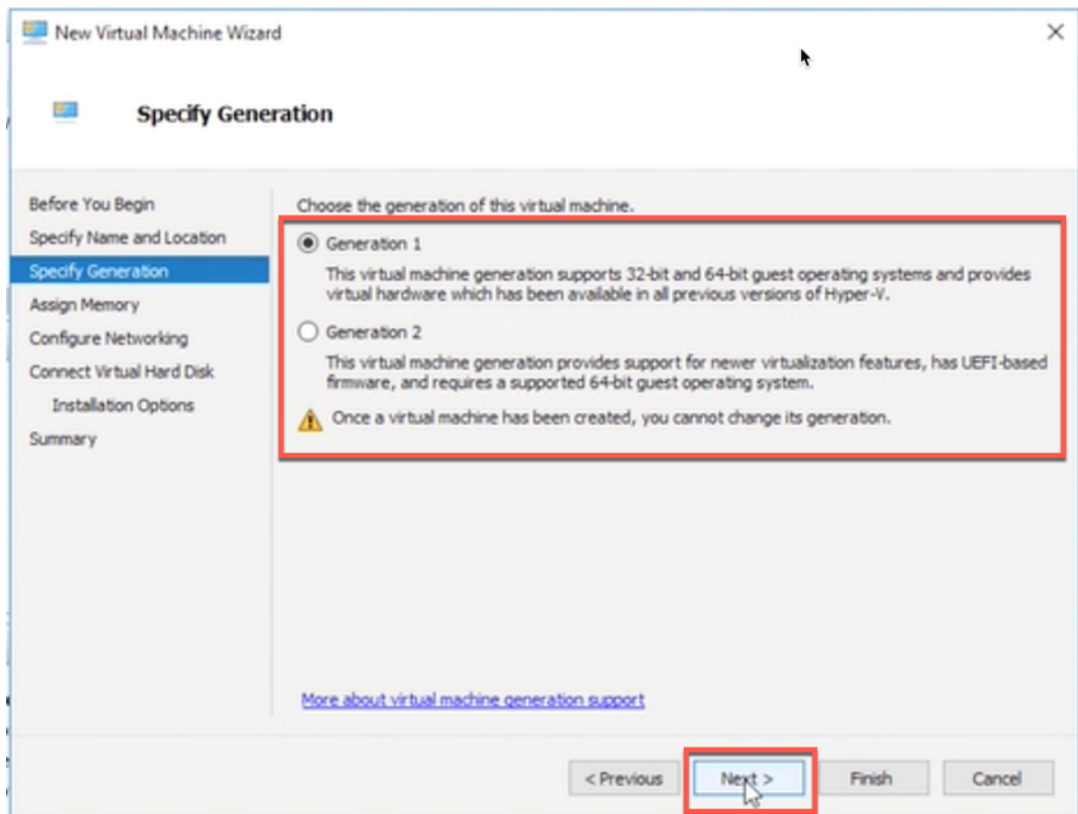 New Virtual Machine Wizard
Specify Generation
Before You Begin
Specify Name and Location
Specify Generation
Assign Memory
Configure Networking
Connect Virtual Hard Disk
Installation Options
Summary
Choose the generation of this virtual machine.
Generation 1
This virtual machine generation supports 32-bit and 64-bit guest operating systems and provides
virtual hardware which has been available in all previous versions of Hyper-V.
Generation 2
This virtual machine generation provides support for newer virtualization features, has UEFI-based
firmware, and requires a supported 64-bit guest operating system.
Once a virtual machine has been created, you cannot change its generation.
More about virtual machine generation support
< Previous
Next >
Finish
Cancel